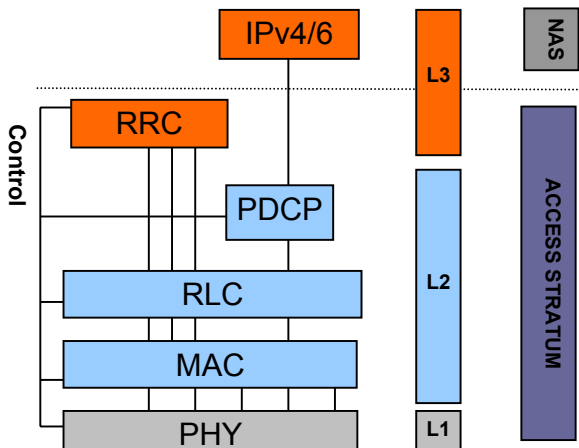 IPv4/6
L3
NAS
RRC
Control
PDCP
ACCESS STRATUM
RLC
L2
MAC
PHY
L1